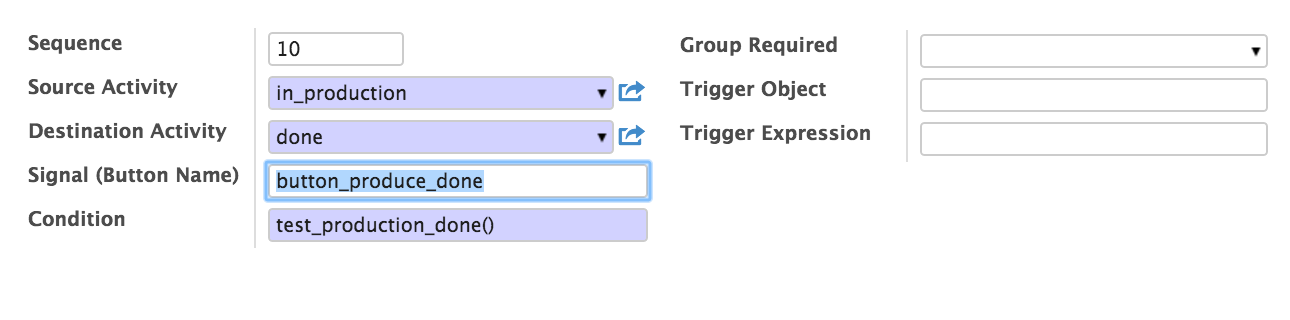 Sequence 10
Source Activity in_production
Destination Activity done
Signal (Button Name) button_produce_done
Condition test_production_done()
Group Required
Trigger Object
Trigger Expression